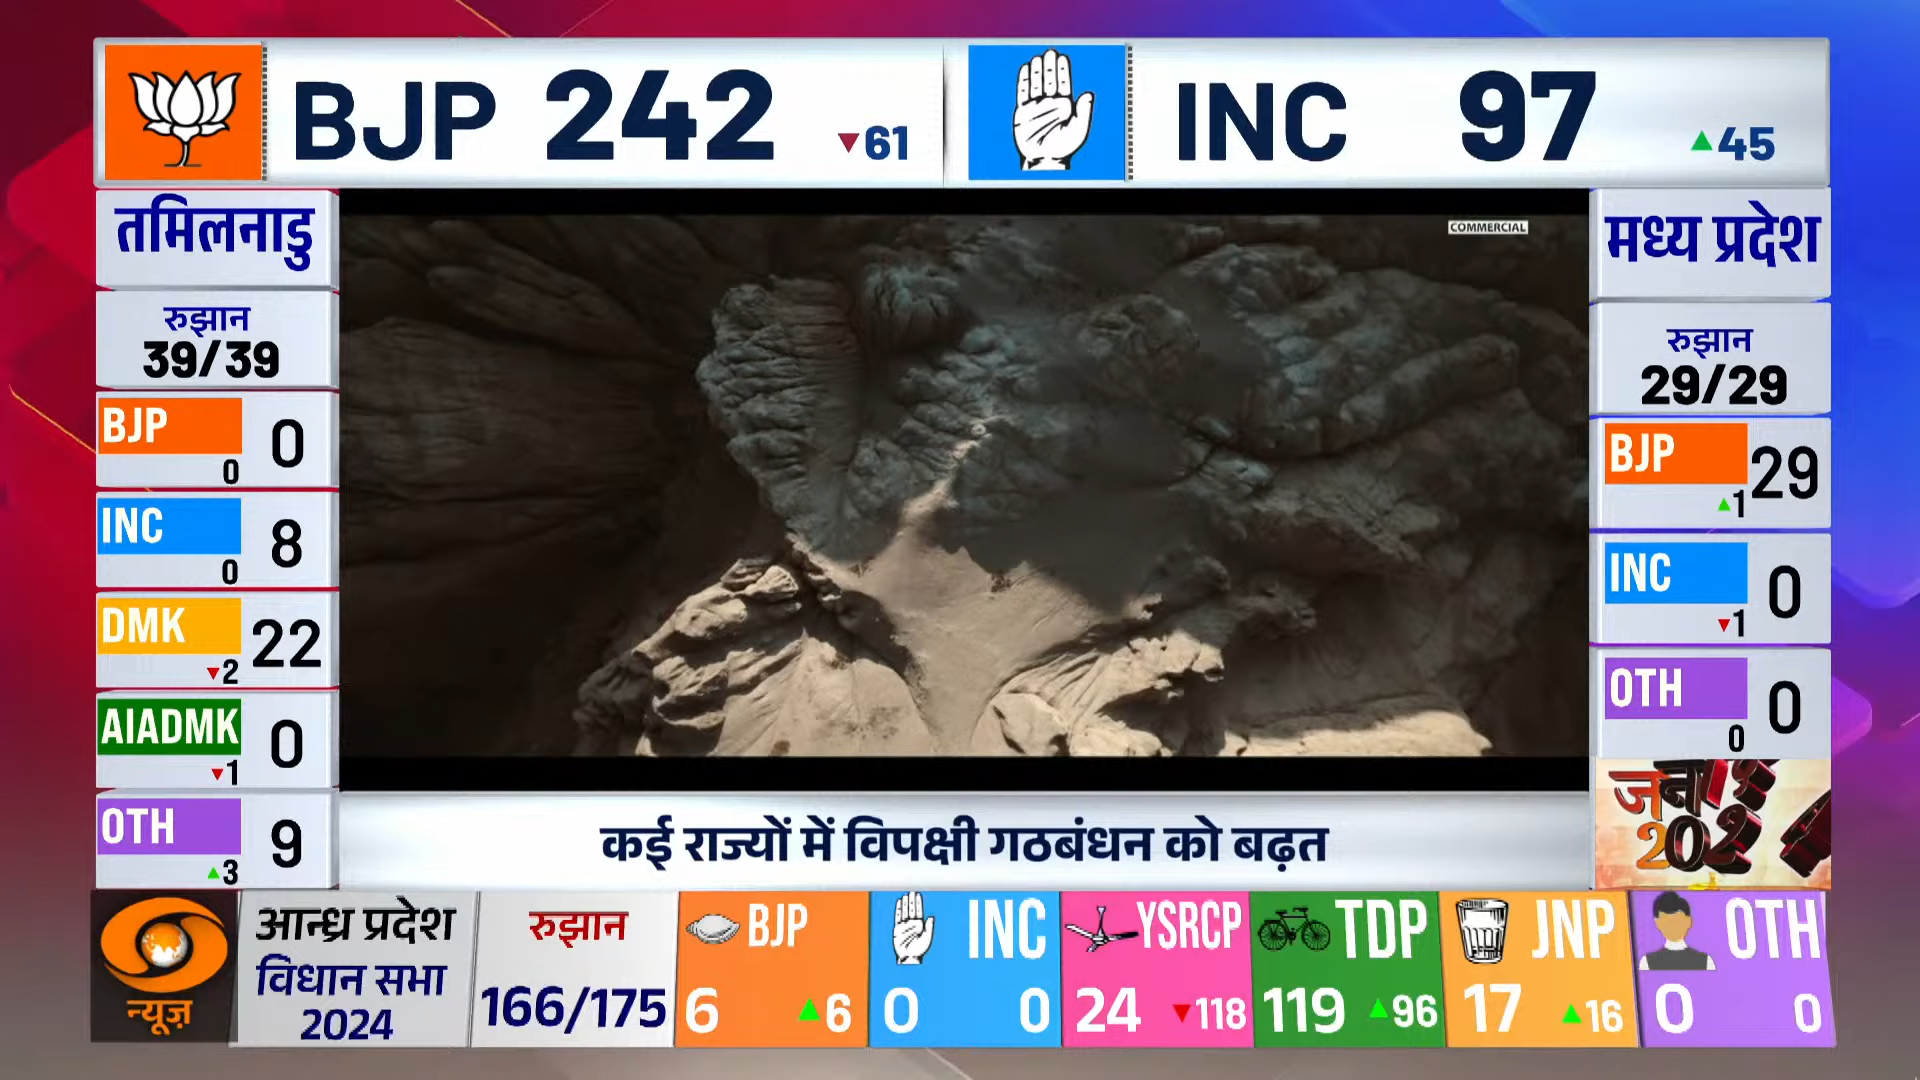 BJP 242 ▼61
INC 97 ▲45
तमिलनाडु
रुझान
39/39
BJP 0
0
INC 8
0
DMK 22
▼2
AIADMK 0
▼1
OTH 9
▲3
COMMERCIAL
मध्य प्रदेश
रुझान
29/29
BJP 29
▲1
INC 0
▼1
OTH 0
0
कई राज्यों में विपक्षी गठबंधन को बढ़त
न्यूज़
आन्ध्र प्रदेश
विधान सभा
2024
रुझान
166/175
BJP
6 ▲6
INC
0 0
YSRCP
24 ▼118
TDP
119 ▲96
JNP
17 ▲16
OTH
0 0